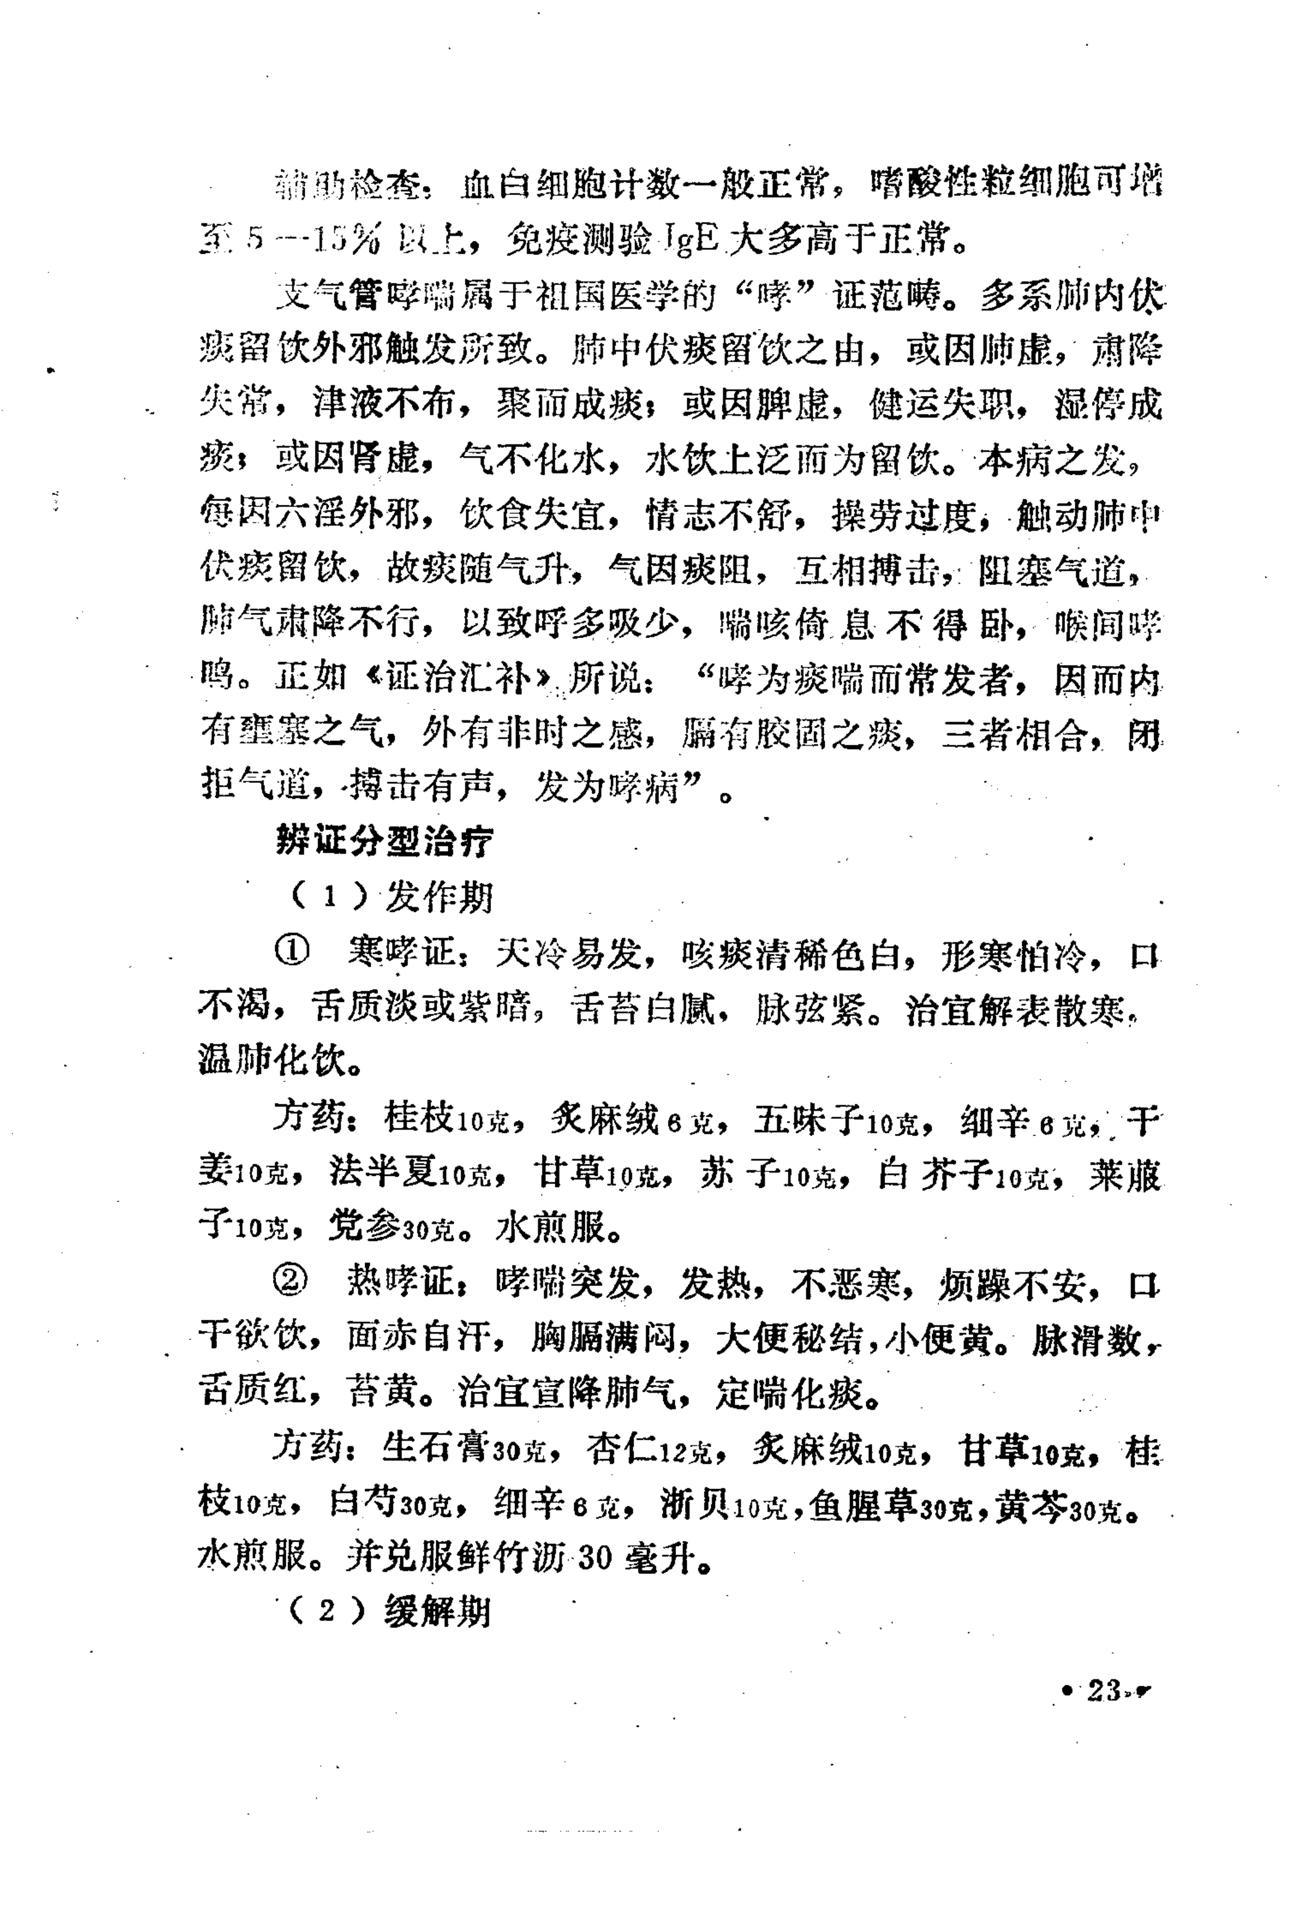 辅助检查：血白细胞计数一般正常，嗜酸性粒细胞可增
至5—15%以上，免疫测验IgE大多高于正常。
支气管哮喘属于祖国医学的“哮”证范畴。多系肺内伏
痰留饮外邪触发所致。肺中伏痰留饮之由，或因肺虚，肃降
失常，津液不布，聚而成痰；或因脾虚，健运失职，湿停成
痰；或因肾虚，气不化水，水饮上泛而为留饮。本病之发，
每因六淫外邪，饮食失宜，情志不舒，操劳过度，触动肺中
伏痰留饮，故痰随气升，气因痰阻，互相搏击，阻塞气道，
肺气肃降不行，以致呼多吸少，喘咳倚息不得卧，喉间哮
鸣。正如《证治汇补》所说：“哮为痰喘而常发者，因而内
有壅塞之气，外有非时之感，膈有胶固之痰，三者相合，闭
拒气道，搏击有声，发为哮病”。
辨证分型治疗
（1）发作期
① 寒哮证：天冷易发，咳痰清稀色白，形寒怕冷，口
不渴，舌质淡或紫暗，舌苔白腻，脉弦紧。治宜解表散寒，
温肺化饮。
方药：桂枝10克，炙麻绒6克，五味子10克，细辛6克，干
姜10克，法半夏10克，甘草10克，苏子10克，白芥子10克，莱菔
子10克，党参30克。水煎服。
② 热哮证：哮喘突发，发热，不恶寒，烦躁不安，口
干欲饮，面赤自汗，胸膈满闷，大便秘结，小便黄。脉滑数，
舌质红，苔黄。治宜宣降肺气，定喘化痰。
方药：生石膏30克，杏仁12克，炙麻绒10克，甘草10克，桂
枝10克，白芍30克，细辛6克，浙贝10克，鱼腥草30克，黄芩30克。
水煎服。并兑服鲜竹沥30毫升。
（2）缓解期
• 23 •